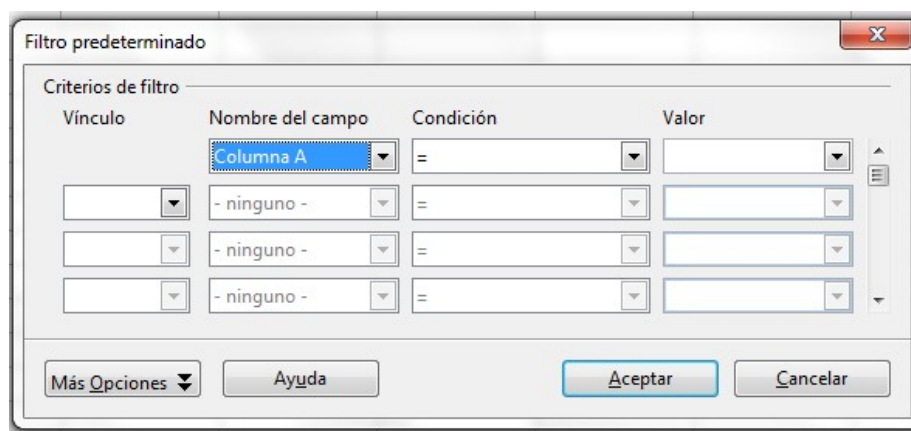 Filtro predeterminado
Criterios de filtro
Vínculo Nombre del campo Condición Valor
Columna A =
- ninguno - =
- ninguno - =
- ninguno - =
Más Opciones Ayuda Aceptar Cancelar